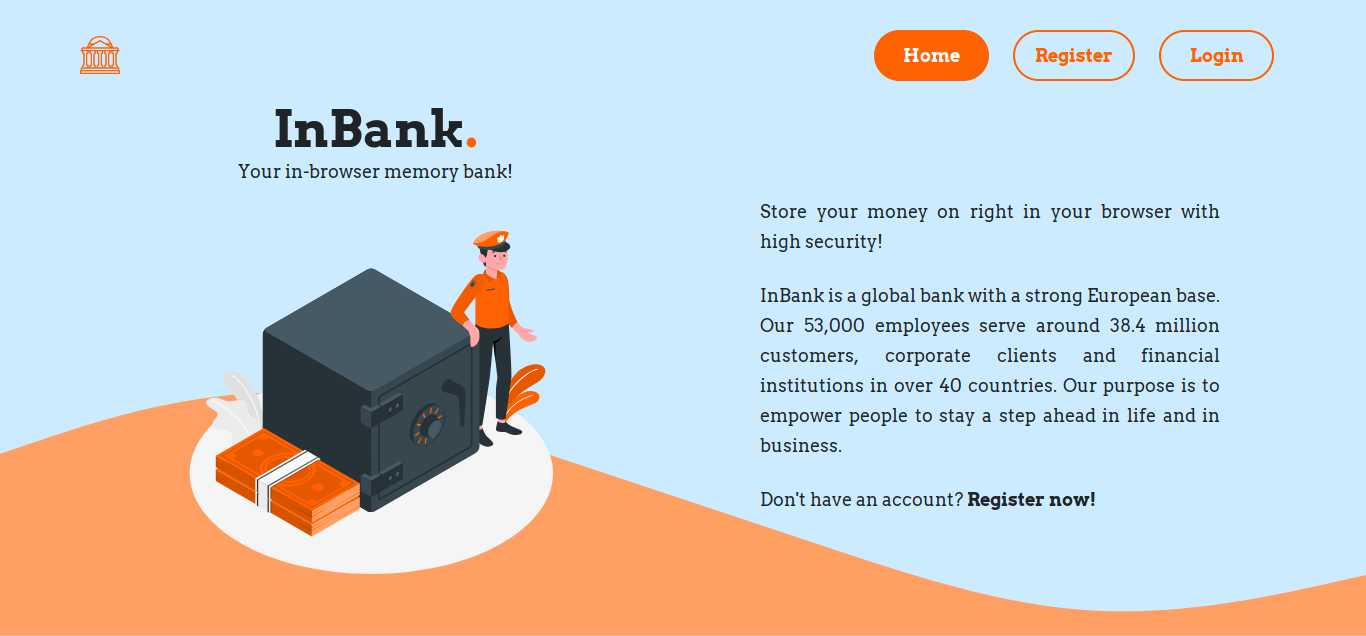 Home
Register
Login
InBank.
Your in-browser memory bank!
Store your money on right in your browser with
high security!
InBank is a global bank with a strong European base.
Our 53,000 employees serve around 38.4 million
customers, corporate clients and financial
institutions in over 40 countries. Our purpose is to
empower people to stay a step ahead in life and in
business.
Don't have an account? Register now!